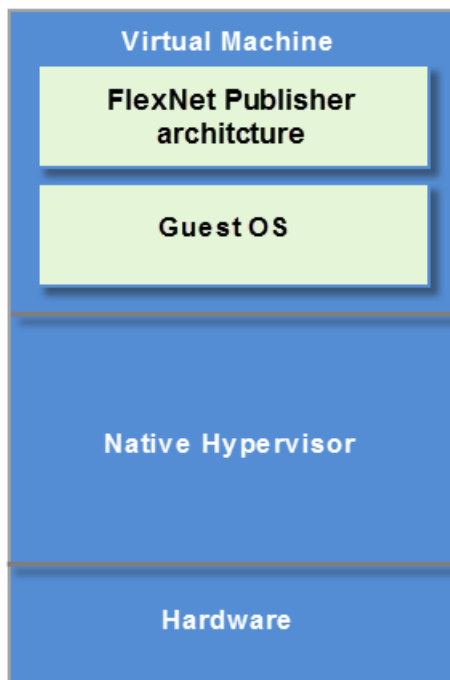 Virtual Machine
FlexNet Publisher
architcture
Guest OS
Native Hypervisor
Hardware